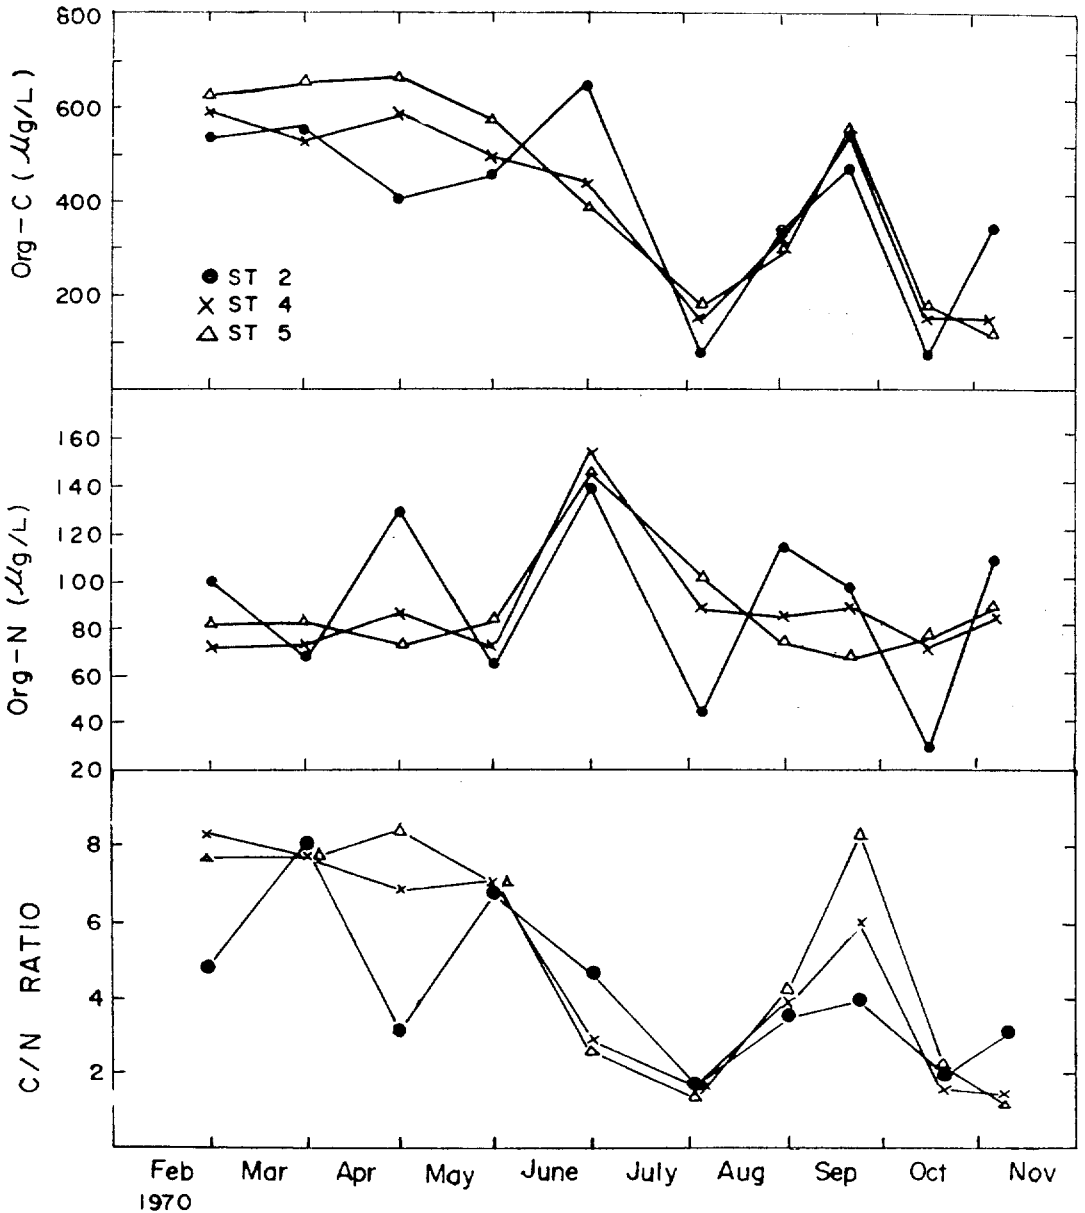 800
600
400
200
Org-C (μg/L)
ST 2
ST 4
ST 5
160
140
120
100
80
60
40
20
Org-N (μg/L)
8
6
4
2
C/N RATIO
Feb Mar Apr May June July Aug Sep Oct Nov
1970